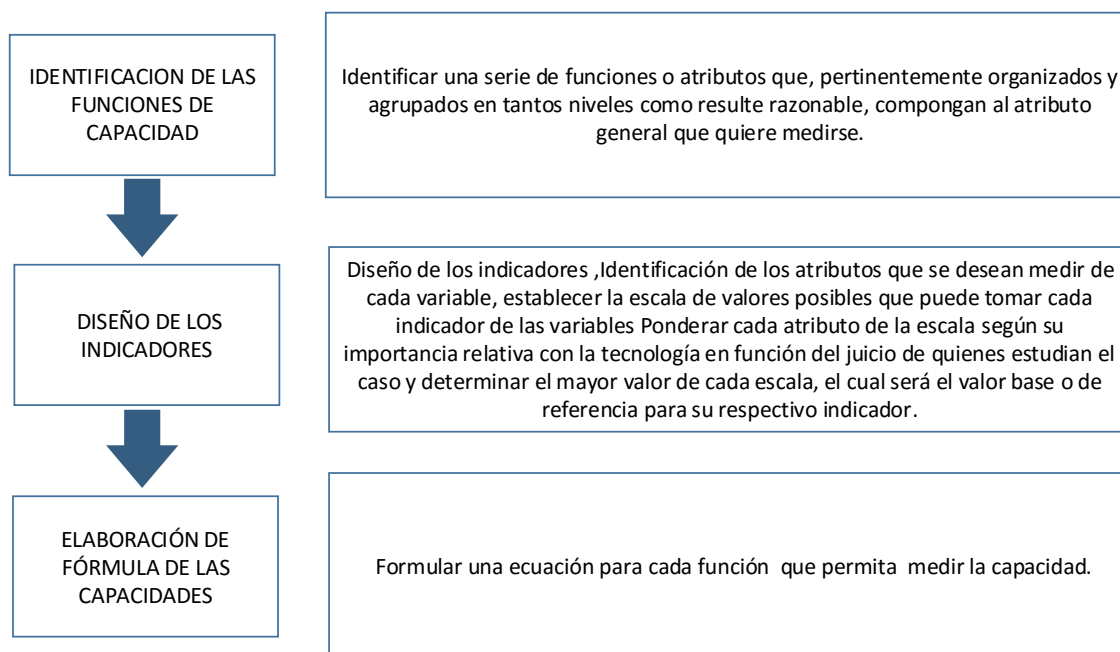 IDENTIFICACION DE LAS
FUNCIONES DE
CAPACIDAD
Identificar una serie de funciones o atributos que, pertinentemente organizados y
agrupados en tantos niveles como resulte razonable, compongan al atributo
general que quiere medirse.
DISEÑO DE LOS
INDICADORES
Diseño de los indicadores ,Identificación de los atributos que se desean medir de
cada variable, establecer la escala de valores posibles que puede tomar cada
indicador de las variables Ponderar cada atributo de la escala según su
importancia relativa con la tecnología en función del juicio de quienes estudian el
caso y determinar el mayor valor de cada escala, el cual será el valor base o de
referencia para su respectivo indicador.
ELABORACIÓN DE
FÓRMULA DE LAS
CAPACIDADES
Formular una ecuación para cada función que permita medir la capacidad.